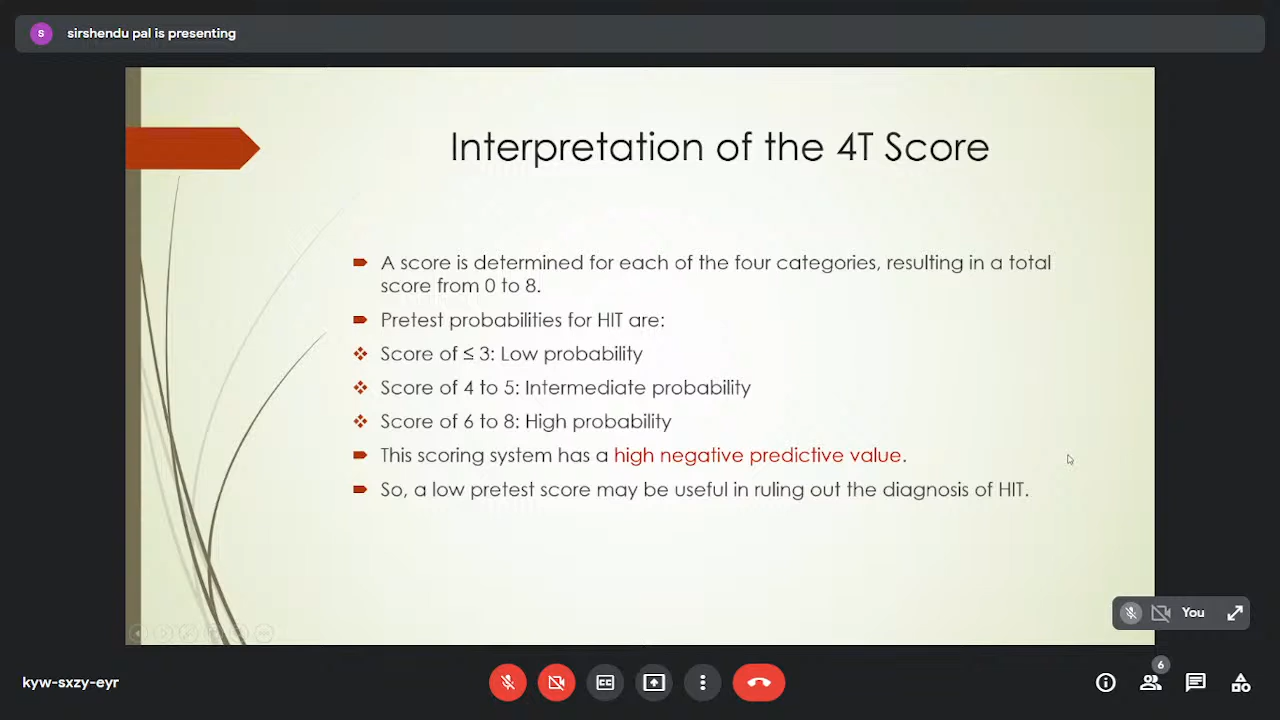 S
sirshendu pal is presenting
Interpretation of the 4T Score
A score is determined for each of the four categories, resulting in a total
score from 0 to 8.
Pretest probabilities for HIT are:
Score of ≤ 3: Low probability
Score of 4 to 5: Intermediate probability
Score of 6 to 8: High probability
This scoring system has a high negative predictive value.
So, a low pretest score may be useful in ruling out the diagnosis of HIT.
You
kyw-sxzy-eyr
CC
6